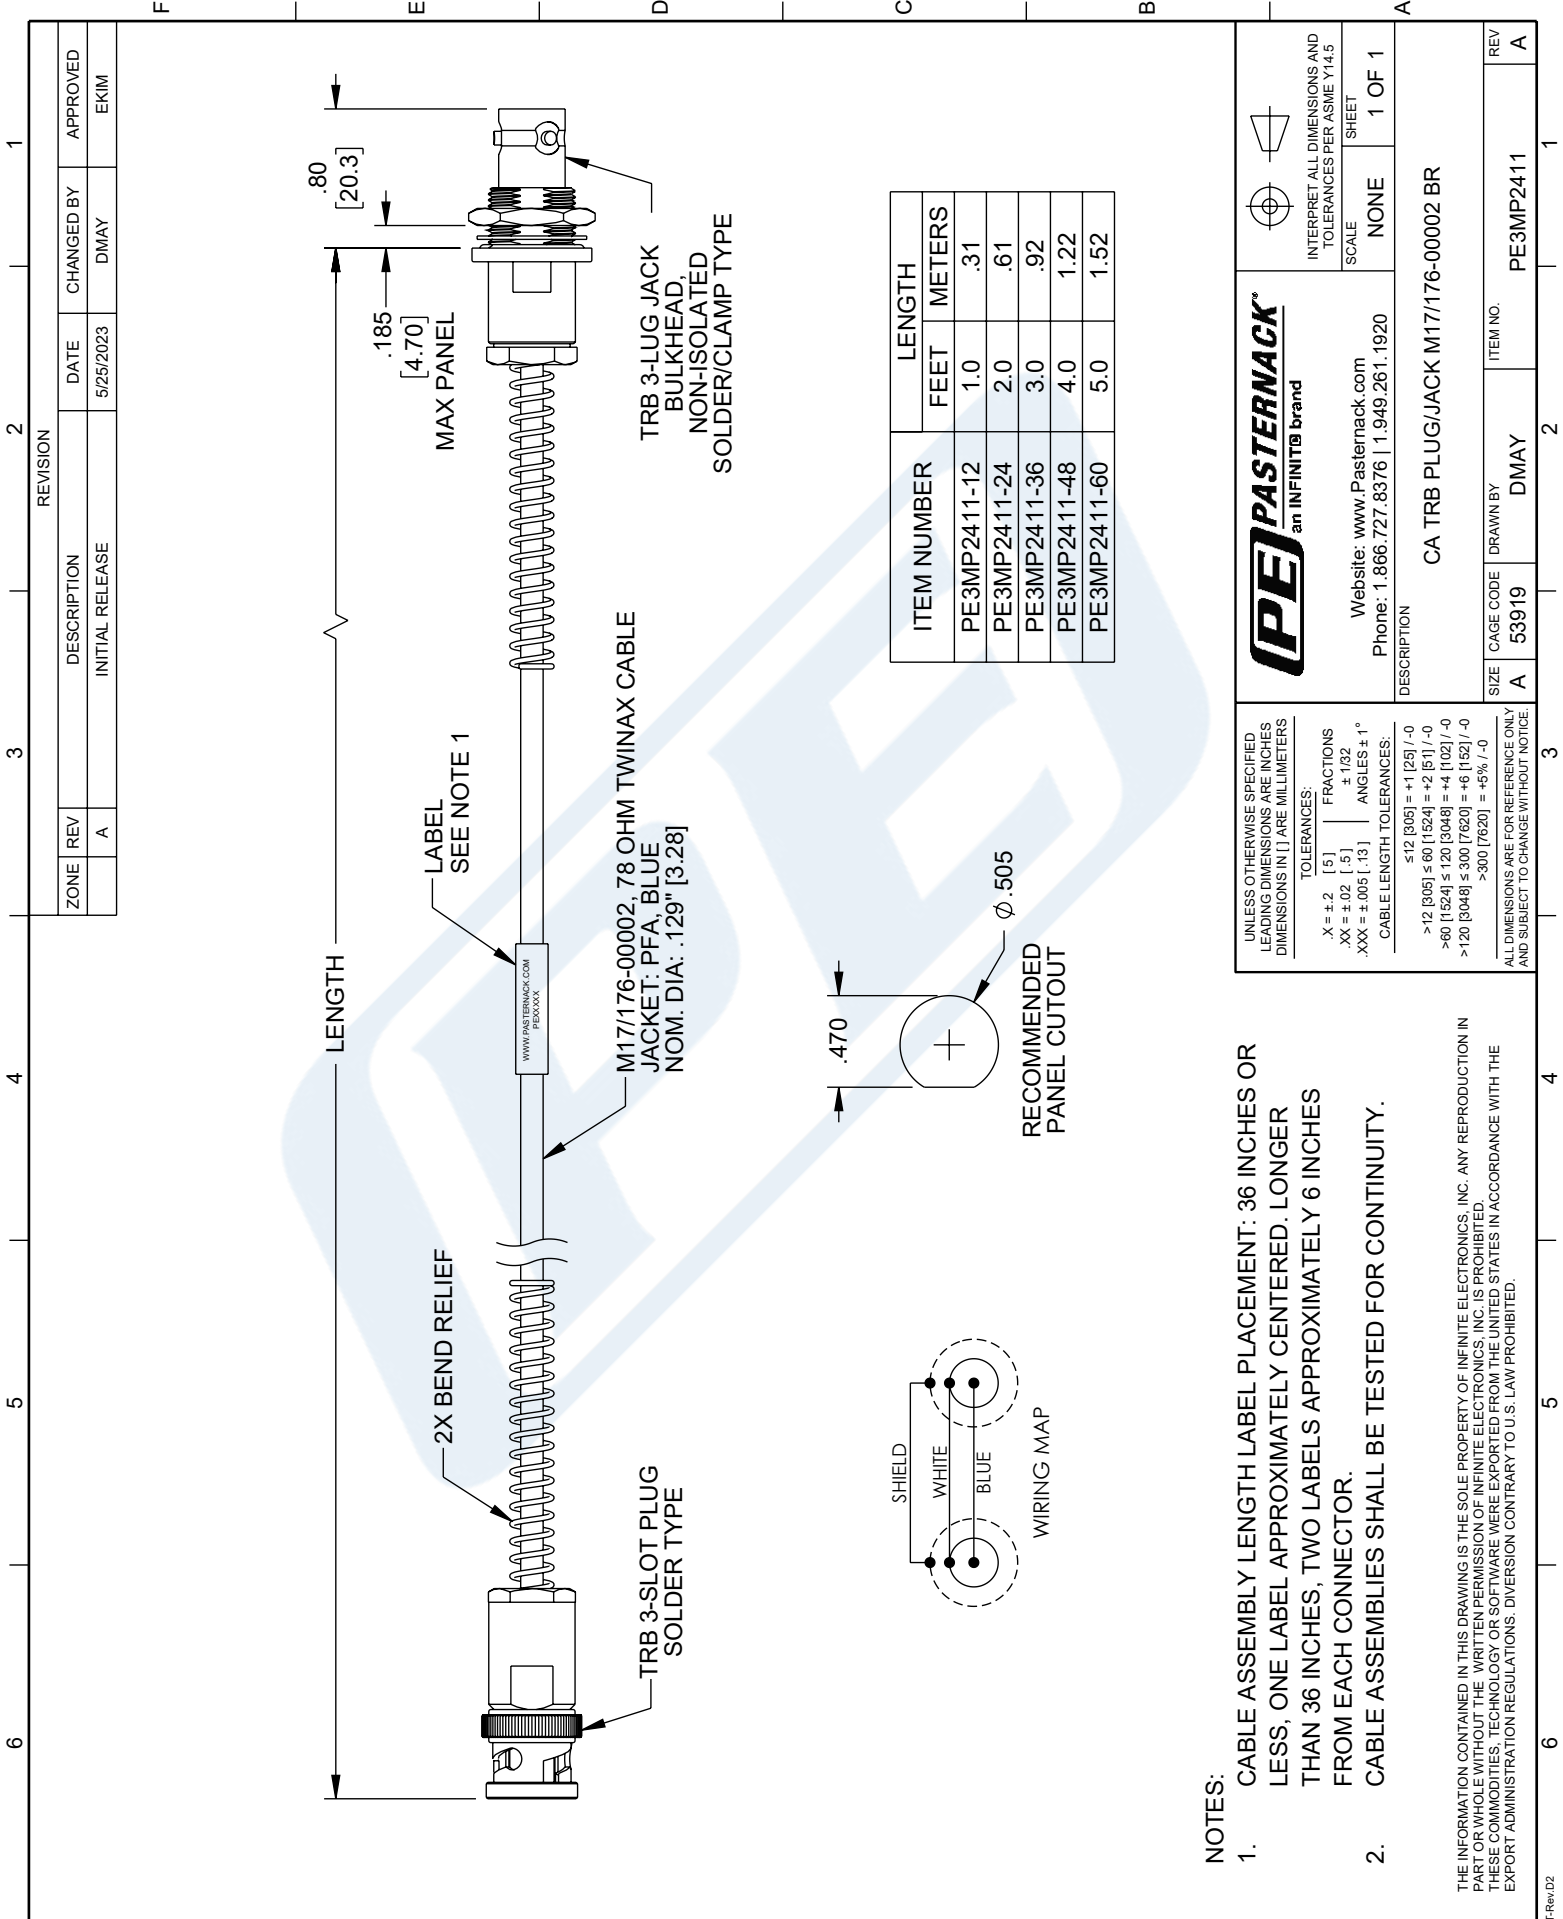 6
5
4
3
2
1
F
E
D
C
B
A
REVISION
ZONE REV DESCRIPTION DATE CHANGED BY APPROVED
A INITIAL RELEASE 5/25/2023 DMAY EKIM
LENGTH
.80
[20.3]
.185
[4.70]
MAX PANEL
2X BEND RELIEF
LABEL
SEE NOTE 1
WWW.PASTERNACK.COM
PEXXXXX
TRB 3-SLOT PLUG
SOLDER TYPE
M17/176-00002, 78 OHM TWINAX CABLE
JACKET: PFA, BLUE
NOM. DIA: .129" [3.28]
TRB 3-LUG JACK
BULKHEAD,
NON-ISOLATED
SOLDER/CLAMP TYPE
SHIELD
WHITE
BLUE
WIRING MAP
.470
Ø.505
RECOMMENDED
PANEL CUTOUT
ITEM NUMBER LENGTH
FEET METERS
PE3MP2411-12 1.0 .31
PE3MP2411-24 2.0 .61
PE3MP2411-36 3.0 .92
PE3MP2411-48 4.0 1.22
PE3MP2411-60 5.0 1.52
NOTES:
1. CABLE ASSEMBLY LENGTH LABEL PLACEMENT: 36 INCHES OR
LESS, ONE LABEL APPROXIMATELY CENTERED. LONGER
THAN 36 INCHES, TWO LABELS APPROXIMATELY 6 INCHES
FROM EACH CONNECTOR.
2. CABLE ASSEMBLIES SHALL BE TESTED FOR CONTINUITY.
THE INFORMATION CONTAINED IN THIS DRAWING IS THE SOLE PROPERTY OF INFINITE ELECTRONICS, INC. ANY REPRODUCTION IN
PART OR WHOLE WITHOUT THE WRITTEN PERMISSION OF INFINITE ELECTRONICS, INC. IS PROHIBITED.
THESE COMMODITIES, TECHNOLOGY OR SOFTWARE WERE EXPORTED FROM THE UNITED STATES IN ACCORDANCE WITH THE
EXPORT ADMINISTRATION REGULATIONS. DIVERSION CONTRARY TO U.S. LAW PROHIBITED.
UNLESS OTHERWISE SPECIFIED
LEADING DIMENSIONS ARE INCHES
DIMENSIONS IN [ ] ARE MILLIMETERS
TOLERANCES:
.X = ±.2 [5] FRACTIONS
.XX = ±.02 [.5] ± 1/32
.XXX = ±.005 [.13] ANGLES ± 1°
CABLE LENGTH TOLERANCES:
≤12 [305] = +1 [25] / -0
>12 [305] ≤ 60 [1524] = +2 [51] / -0
>60 [1524] ≤ 120 [3048] = +4 [102] / -0
>120 [3048] ≤ 300 [7620] = +6 [152] / -0
>300 [7620] = +5% / -0
ALL DIMENSIONS ARE FOR REFERENCE ONLY
AND SUBJECT TO CHANGE WITHOUT NOTICE.
PE PASTERNACK®
an INFINIT@ brand
Website: www.Pasternack.com
Phone: 1.866.727.8376 | 1.949.261.1920
INTERPRET ALL DIMENSIONS AND
TOLERANCES PER ASME Y14.5
SCALE NONE
SHEET 1 OF 1
DESCRIPTION
CA TRB PLUG/JACK M17/176-00002 BR
SIZE A
CAGE CODE 53919
DRAWN BY DMAY
ITEM NO. PE3MP2411
REV A
6
5
4
3
2
1
T-Rev.D2